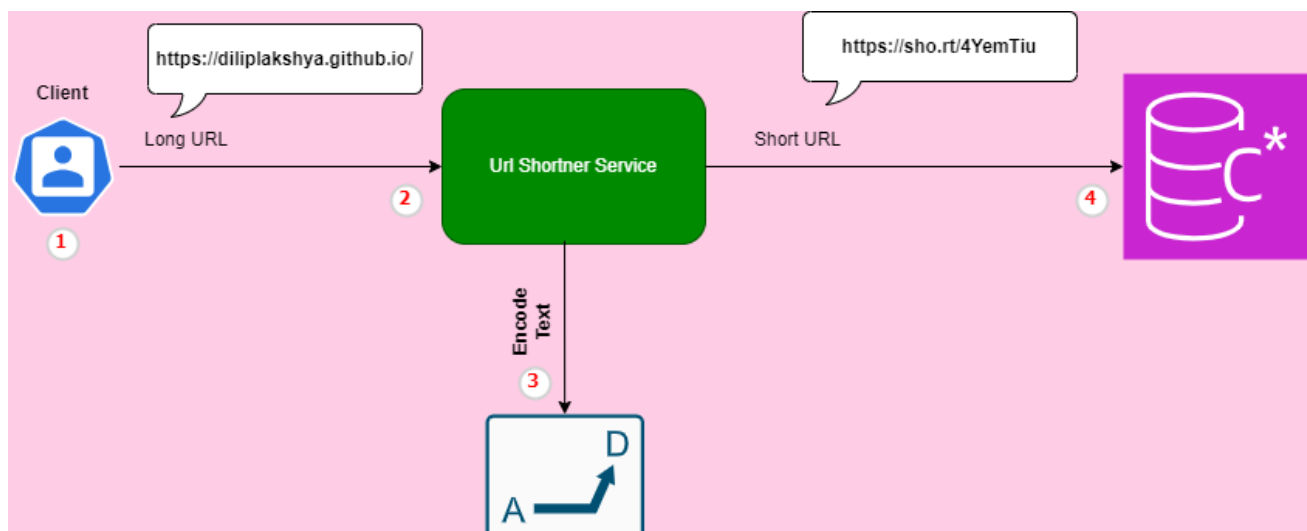 https://diliplakshya.github.io/
https://sho.rt/4YemTiu
Client
Long URL
Url Shortner Service
Short URL
1
2
4
C*
Encode
Text
3
D
A